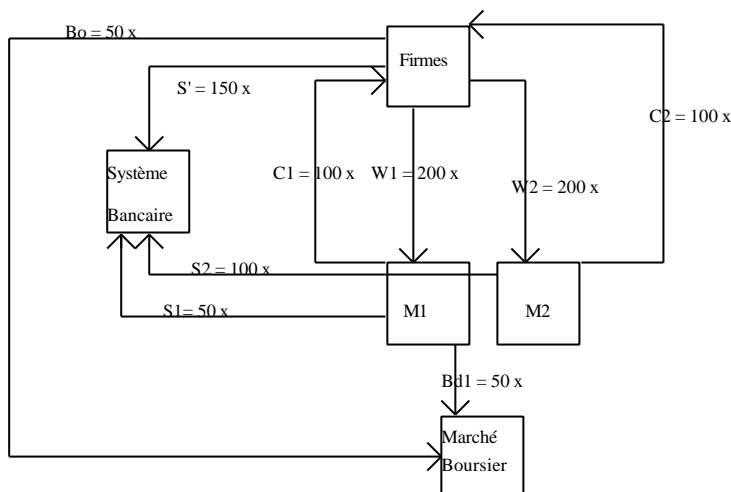 Bo = 50 x
Firmes
S' = 150 x
C2 = 100 x
Système
Bancaire
C1 = 100 x
W1 = 200 x
W2 = 200 x
S2 = 100 x
S1= 50 x
M1
M2
Bd1 = 50 x
Marché
Boursier